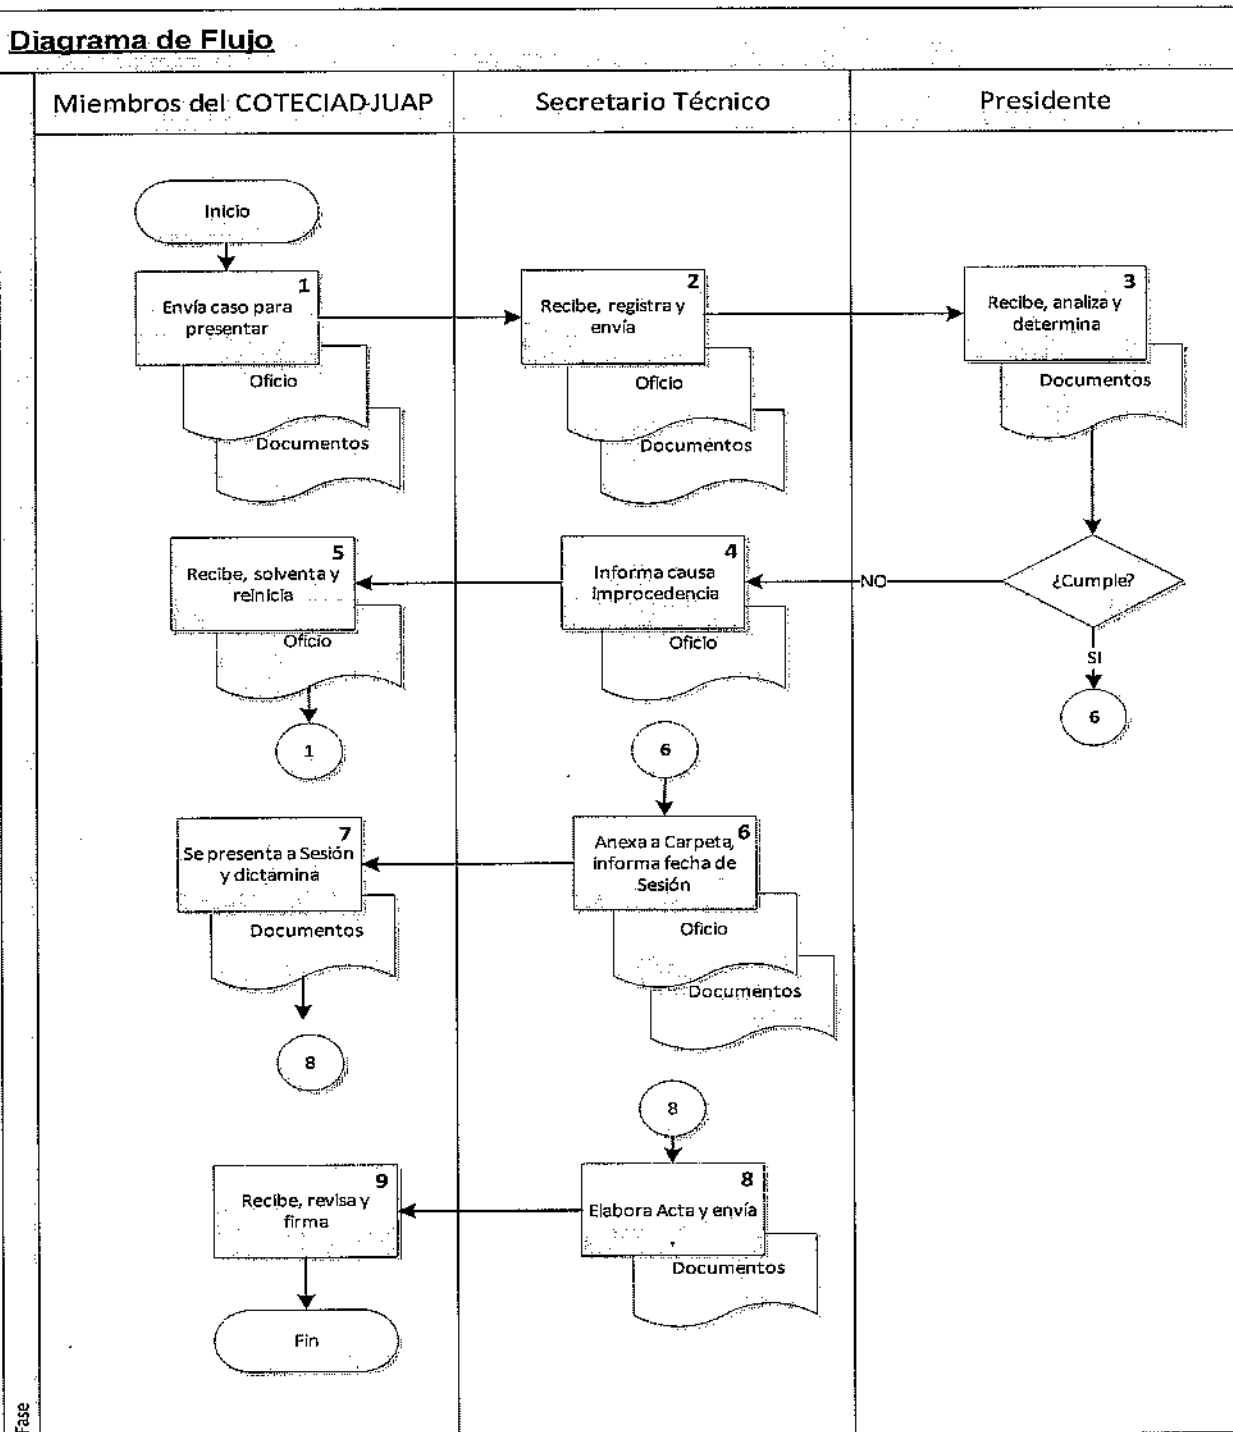 Diagrama de Flujo
Miembros del COTECIAD-JUAP
Secretario Técnico
Presidente
Inicio
1
Envía caso para
presentar
Oficio
Documentos
2
Recibe, registra y
envía
Oficio
Documentos
3
Recibe, analiza y
determina
Documentos
¿Cumple?
NO
SI
6
4
Informa causa
Improcedencia
Oficio
5
Recibe, solventa y
reinicia
Oficio
1
6
6
Anexa a Carpeta,
informa fecha de
Sesión
Oficio
Documentos
7
Se presenta a Sesión
y dictamina
Documentos
8
8
8
Elabora Acta y envía
Documentos
9
Recibe, revisa y
firma
Fin
Fase